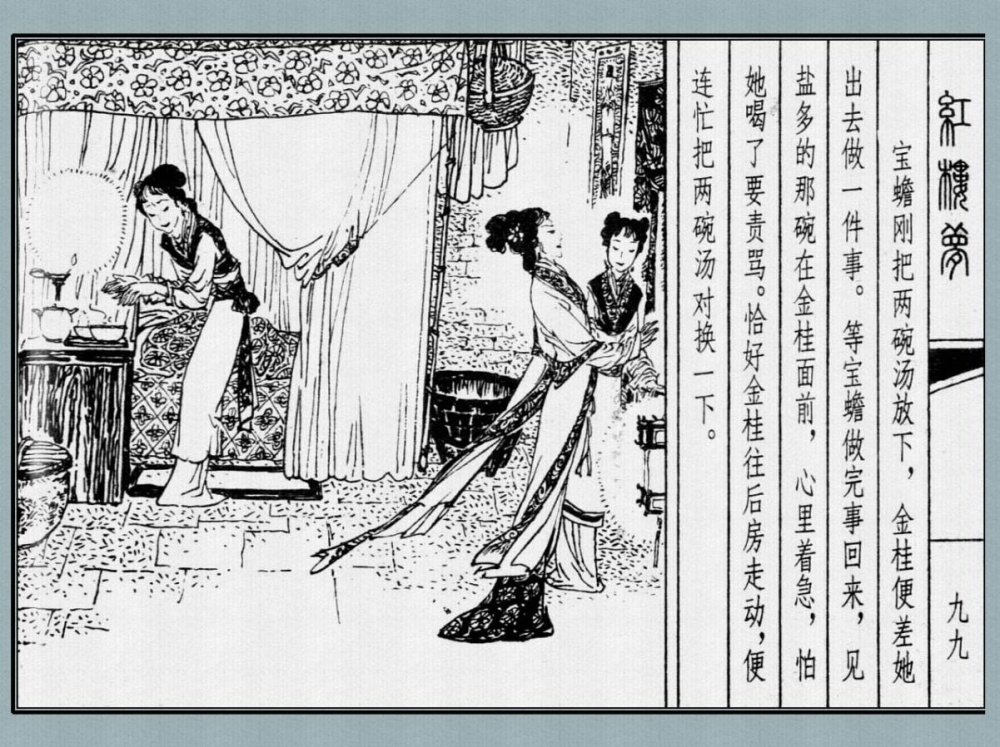 紅樓夢
九九
宝蟾刚把两碗汤放下，金桂便差她
出去做一件事。等宝蟾做完事回来，见
盐多的那碗在金桂面前，心里着急，怕
她喝了要责骂。恰好金桂往后房走动，便
连忙把两碗汤对换一下。